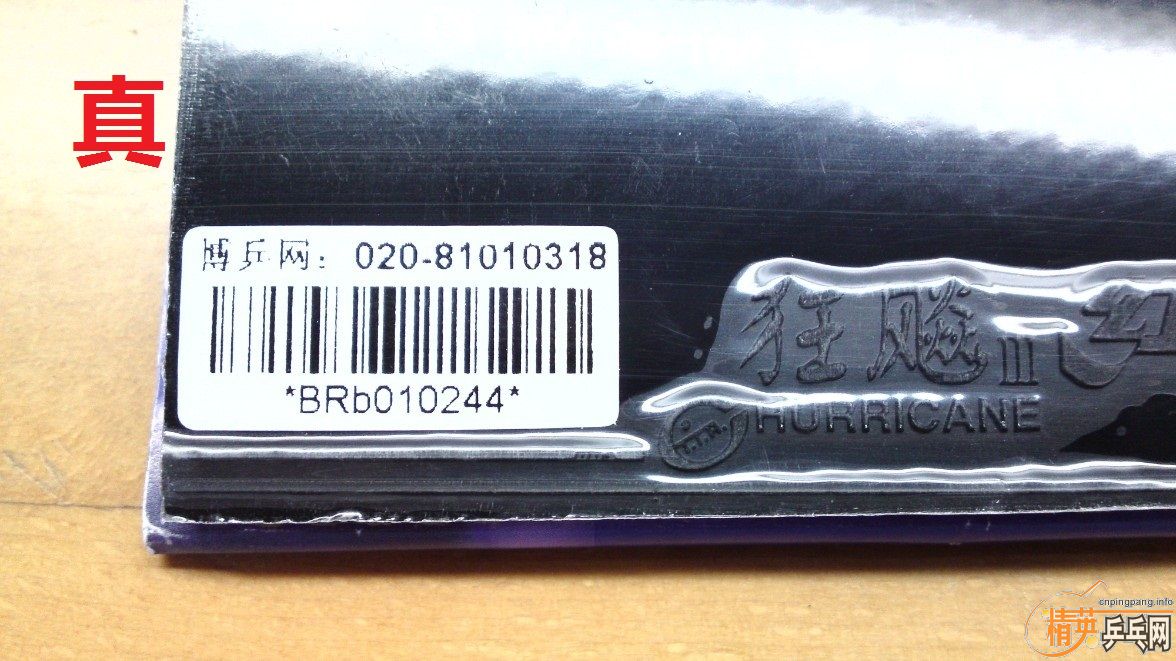 真
博乒网：020-81010318
*BRb010244*
狂飚III
HURRICANE
I.T.T.F.
cnpingpang.info
精英乒乓网